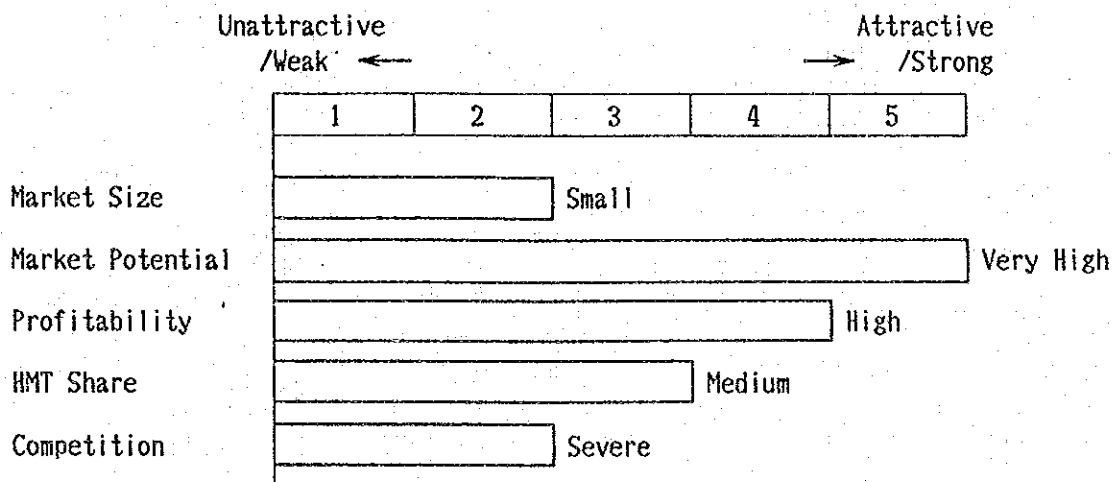 Unattractive Attractive
/Weak ← → /Strong
1 2 3 4 5
Market Size Small
Market Potential Very High
Profitability High
HMT Share Medium
Competition Severe